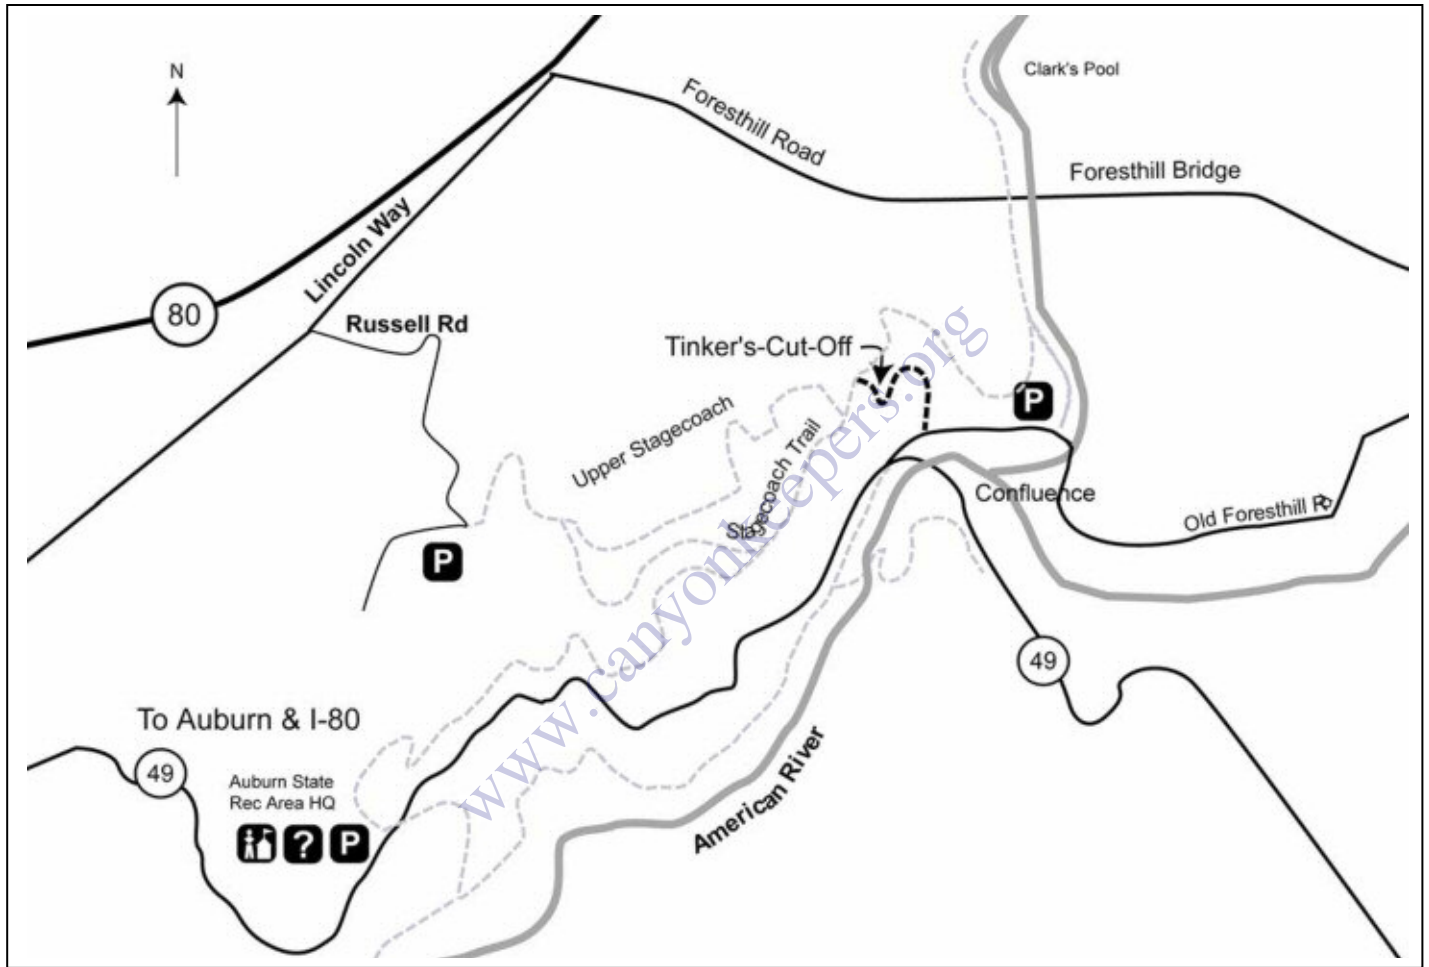 N
Clark's Pool
Foresthill Road
Foresthill Bridge
Lincoln Way
80
Russell Rd
Tinker's-Cut-Off
P
Upper Stagecoach
Stagecoach Trail
Confluence
Old Foresthill Rd
P
49
To Auburn & I-80
49
Auburn State
Rec Area HQ
? P
American River
www.canyonkeepers.org